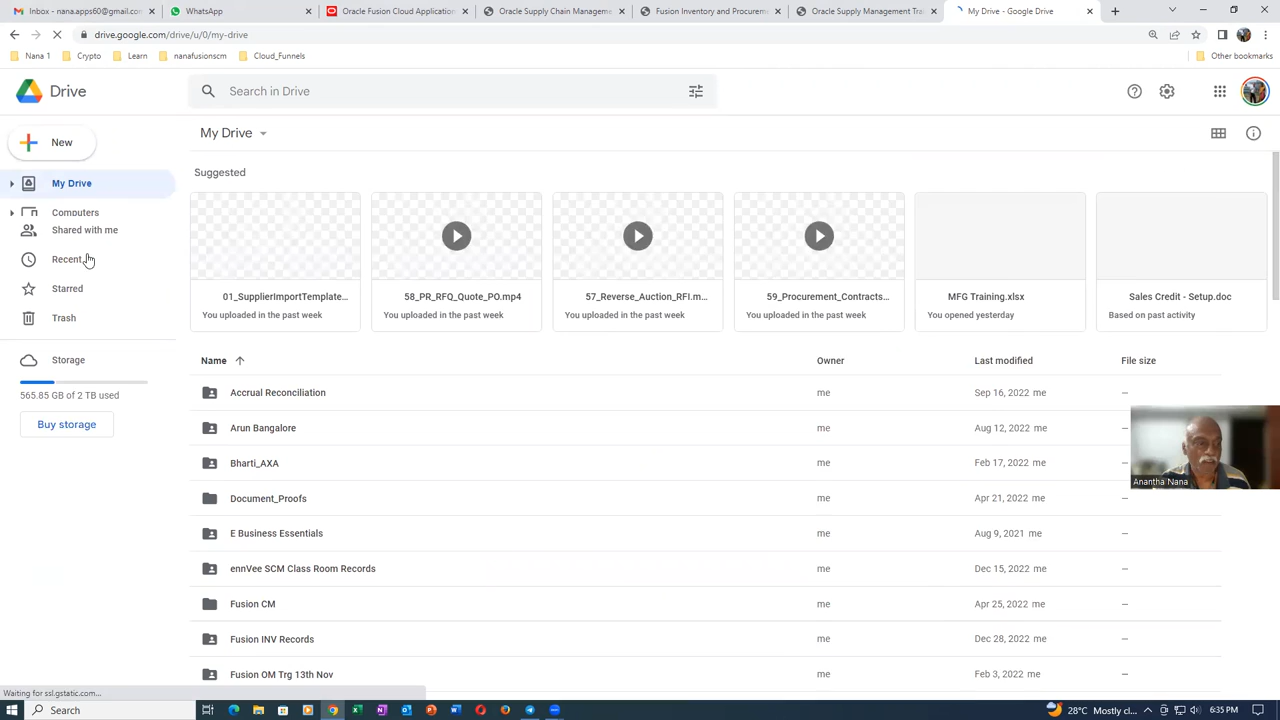 Inbox - nana.apps60@gmail.com
WhatsApp
Oracle Fusion Cloud Application
Oracle Supply Chain Manageme
Fusion Inventory and Procureme
Oracle Supply Management Trai
My Drive - Google Drive
drive.google.com/drive/u/0/my-drive
Nana 1
Crypto
Learn
nanafusionscm
Cloud_Funnels
Other bookmarks
Drive
Search in Drive
New
My Drive
My Drive
Computers
Shared with me
Recent
Starred
Trash
Storage
565.85 GB of 2 TB used
Buy storage
Suggested
01_SupplierImportTemplate...
You uploaded in the past week
58_PR_RFQ_Quote_PO.mp4
You uploaded in the past week
57_Reverse_Auction_RFI.m...
You uploaded in the past week
59_Procurement_Contracts...
You uploaded in the past week
MFG Training.xlsx
You opened yesterday
Sales Credit - Setup.doc
Based on past activity
Name Owner Last modified File size
Accrual Reconciliation me Sep 16, 2022 me –
Arun Bangalore me Aug 12, 2022 me –
Bharti_AXA me Feb 17, 2022 me –
Document_Proofs me Apr 21, 2022 me –
E Business Essentials me Aug 9, 2021 me –
ennVee SCM Class Room Records me Dec 15, 2022 me –
Fusion CM me Apr 25, 2022 me –
Fusion INV Records me Dec 28, 2022 me –
Fusion OM Trg 13th Nov me Feb 3, 2022 me –
Anantha Nana
Waiting for ssl.gstatic.com...
Search
28°C Mostly cl...
6:35 PM